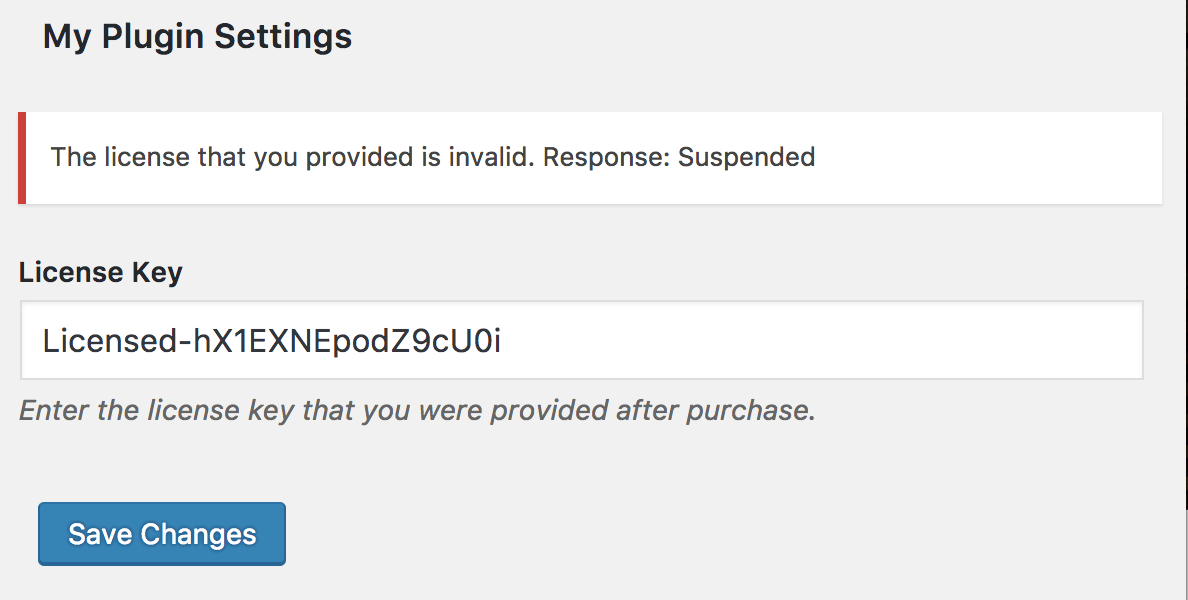 My Plugin Settings
The license that you provided is invalid. Response: Suspended
License Key
Licensed-hX1EXNEpodZ9cU0i
Enter the license key that you were provided after purchase.
Save Changes